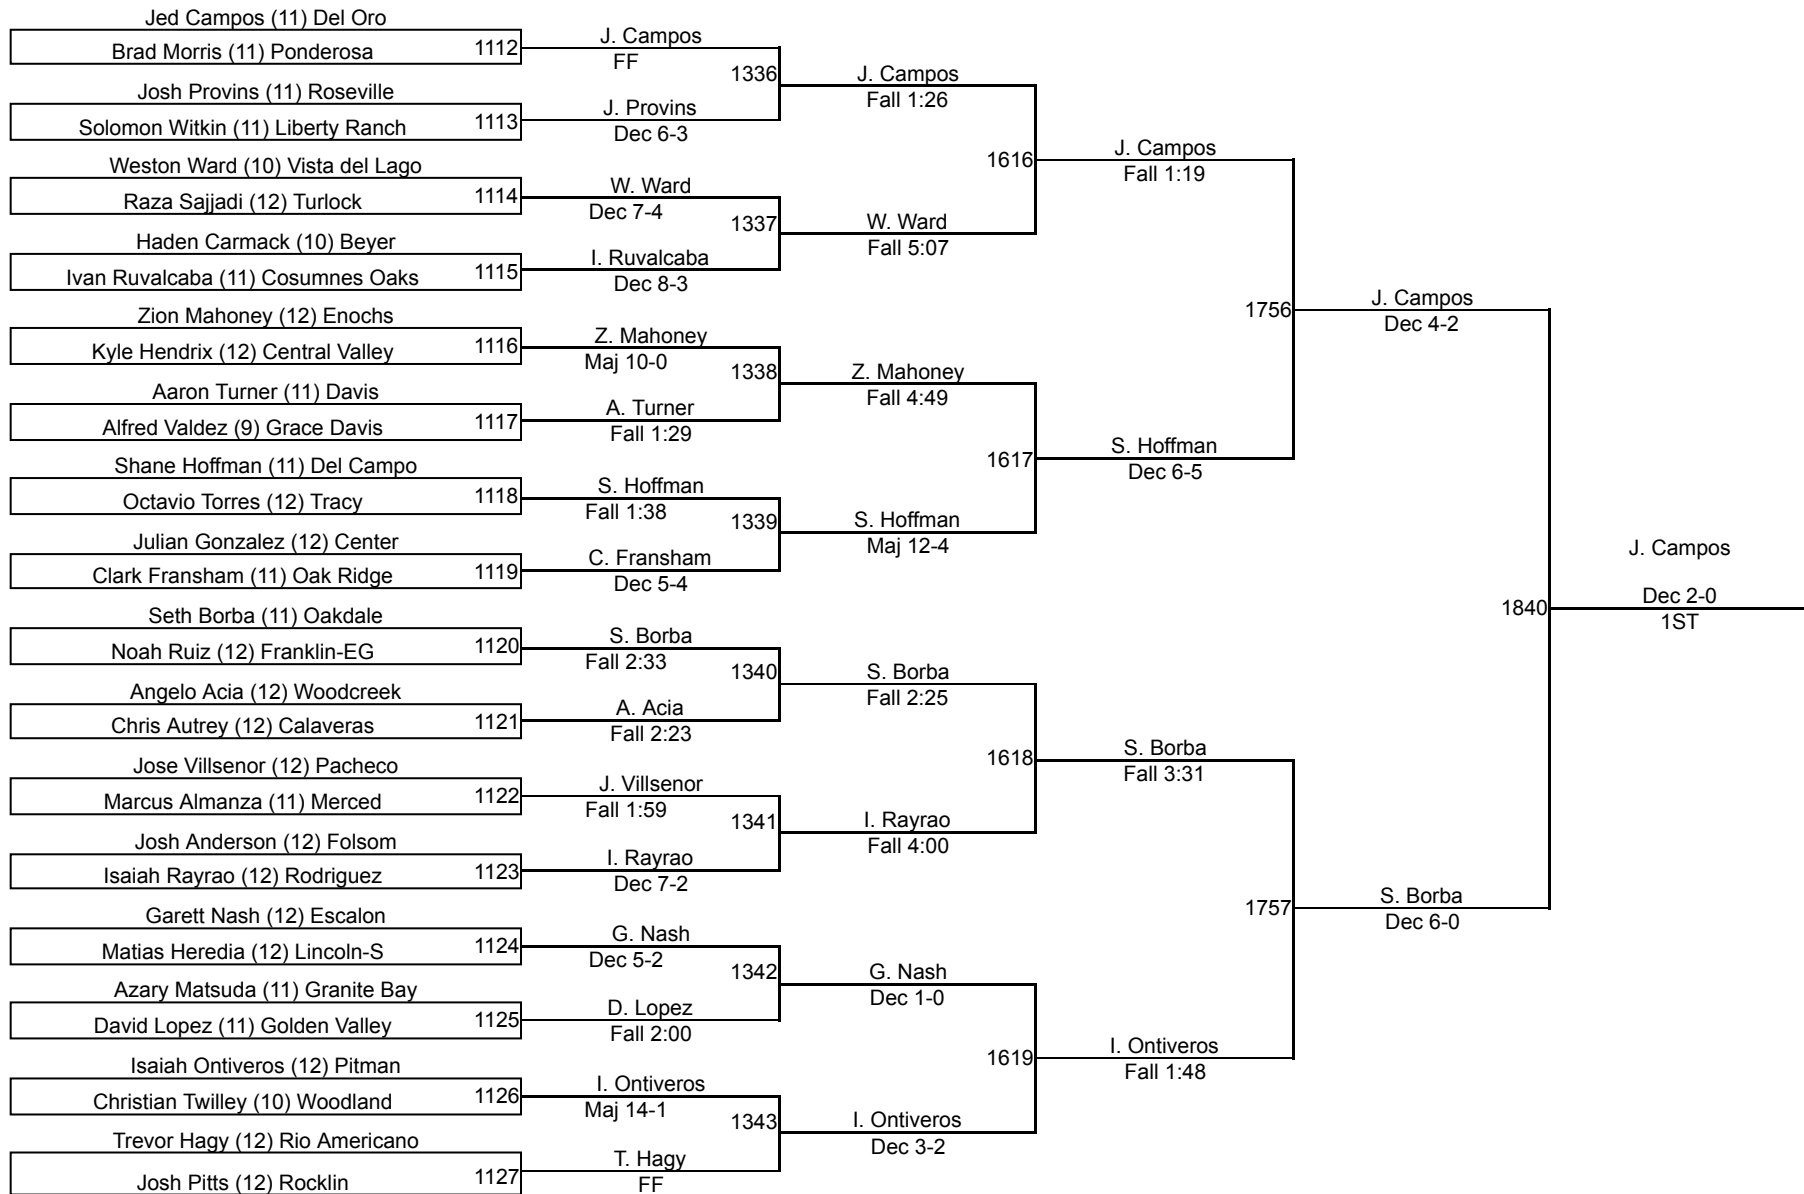 Jed Campos (11) Del Oro
Brad Morris (11) Ponderosa 1112
Josh Provins (11) Roseville
Solomon Witkin (11) Liberty Ranch 1113
Weston Ward (10) Vista del Lago
Raza Sajjadi (12) Turlock 1114
Haden Carmack (10) Beyer
Ivan Ruvalcaba (11) Cosumnes Oaks 1115
Zion Mahoney (12) Enochs
Kyle Hendrix (12) Central Valley 1116
Aaron Turner (11) Davis
Alfred Valdez (9) Grace Davis 1117
Shane Hoffman (11) Del Campo
Octavio Torres (12) Tracy 1118
Julian Gonzalez (12) Center
Clark Fransham (11) Oak Ridge 1119
Seth Borba (11) Oakdale
Noah Ruiz (12) Franklin-EG 1120
Angelo Acia (12) Woodcreek
Chris Autrey (12) Calaveras 1121
Jose Villsenor (12) Pacheco
Marcus Almanza (11) Merced 1122
Josh Anderson (12) Folsom
Isaiah Rayrao (12) Rodriguez 1123
Garett Nash (12) Escalon
Matias Heredia (12) Lincoln-S 1124
Azary Matsuda (11) Granite Bay
David Lopez (11) Golden Valley 1125
Isaiah Ontiveros (12) Pitman
Christian Twilley (10) Woodland 1126
Trevor Hagy (12) Rio Americano
Josh Pitts (12) Rocklin 1127
J. Campos
FF
1336
J. Provins
Dec 6-3
W. Ward
Dec 7-4
1337
I. Ruvalcaba
Dec 8-3
Z. Mahoney
Maj 10-0
1338
A. Turner
Fall 1:29
S. Hoffman
Fall 1:38
1339
C. Fransham
Dec 5-4
S. Borba
Fall 2:33
1340
A. Acia
Fall 2:23
J. Villsenor
Fall 1:59
1341
I. Rayrao
Dec 7-2
G. Nash
Dec 5-2
1342
D. Lopez
Fall 2:00
I. Ontiveros
Maj 14-1
1343
T. Hagy
FF
J. Campos
Fall 1:26
1616
W. Ward
Fall 5:07
Z. Mahoney
Fall 4:49
1617
S. Hoffman
Maj 12-4
S. Borba
Fall 2:25
1618
I. Rayrao
Fall 4:00
G. Nash
Dec 1-0
1619
I. Ontiveros
Dec 3-2
J. Campos
Fall 1:19
1756
S. Hoffman
Dec 6-5
S. Borba
Fall 3:31
1757
I. Ontiveros
Fall 1:48
J. Campos
Dec 4-2
1840
S. Borba
Dec 6-0
J. Campos
Dec 2-0
1ST